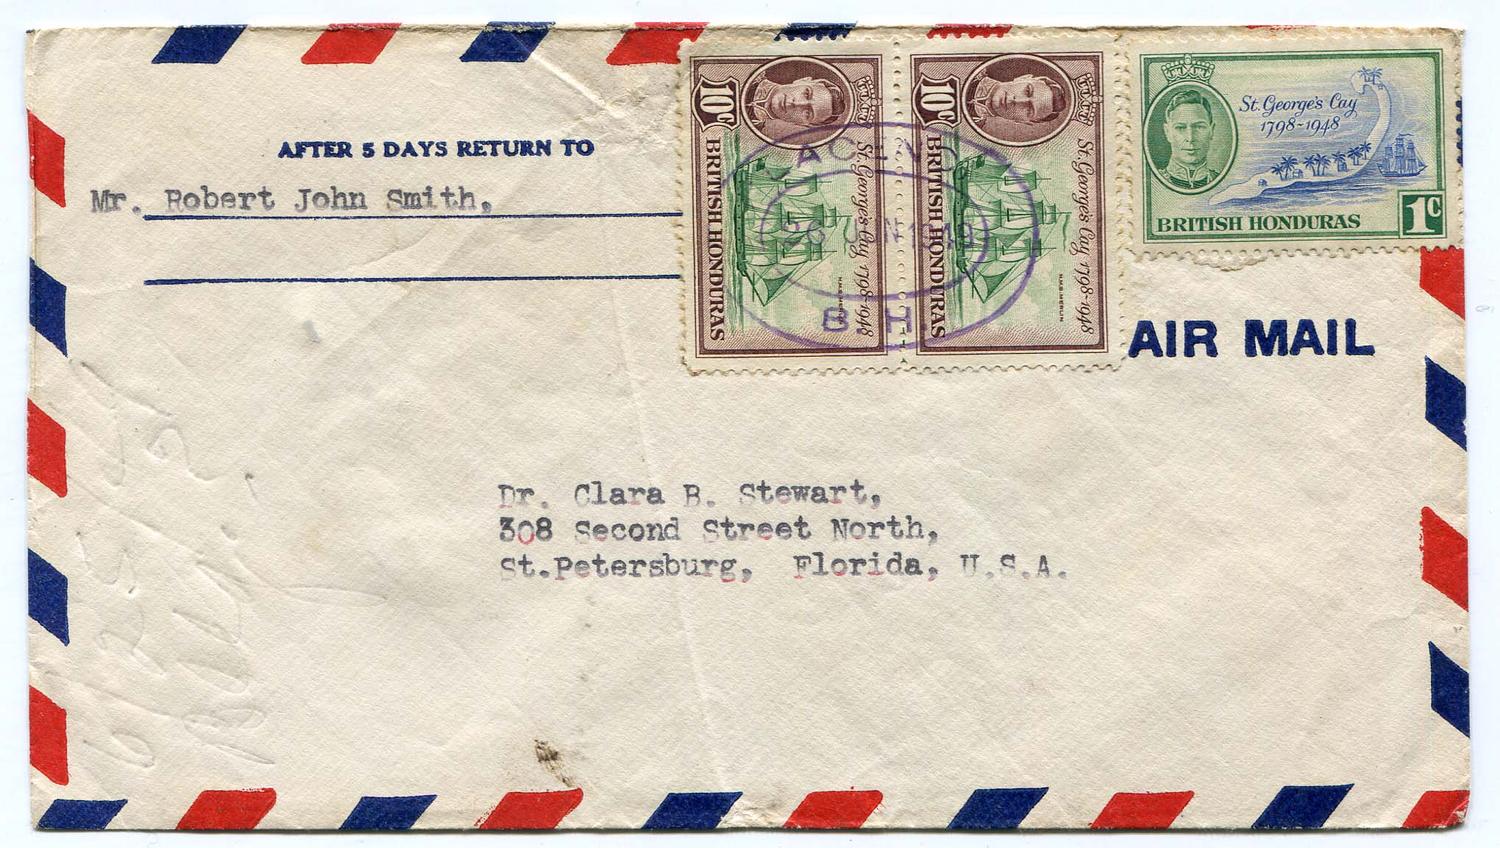 AFTER 5 DAYS RETURN TO
Mr. Robert John Smith,
10c
St. George's Cay 1798-1948
H.M.S. MERLIN
BRITISH HONDURAS
10c
St. George's Cay 1798-1948
H.M.S. MERLIN
BRITISH HONDURAS
B. H.
St. George's Cay
1798-1948
BRITISH HONDURAS
1c
AIR MAIL
Dr. Clara B. Stewart,
308 Second Street North,
St.Petersburg, Florida, U.S.A.